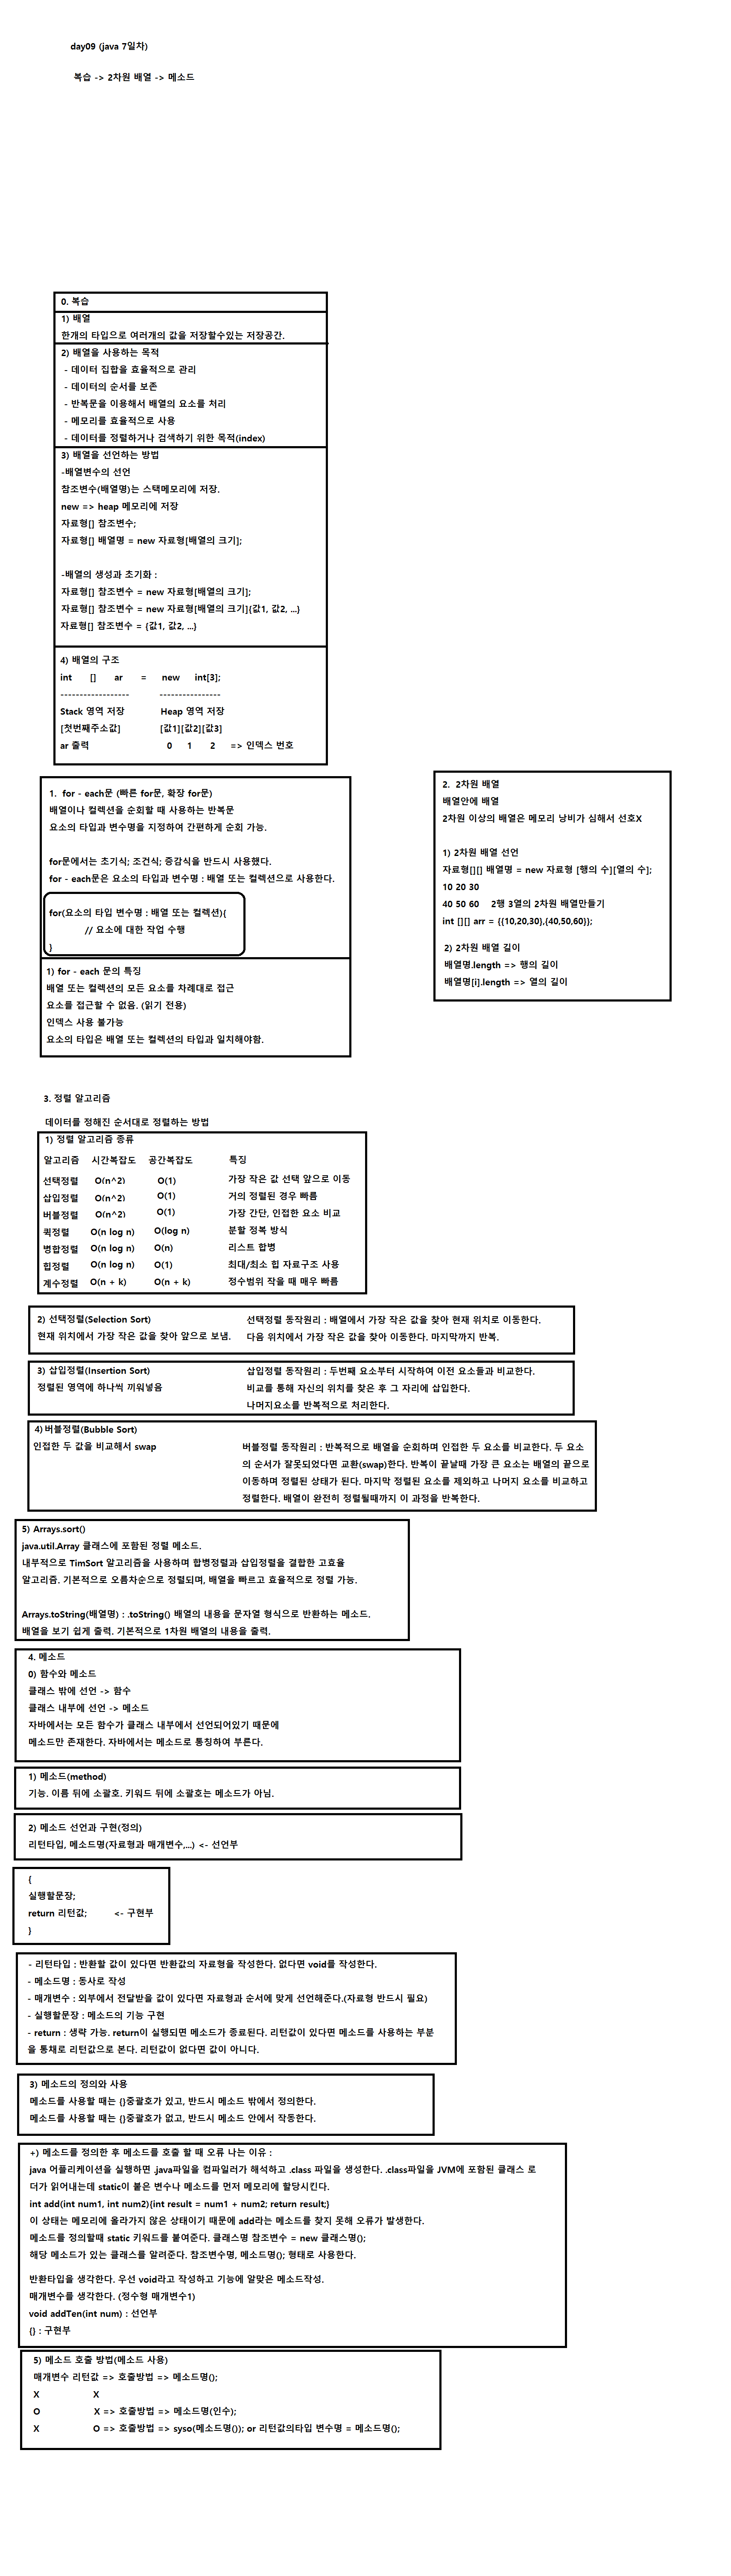 day09 (java 7일차)
복습 -> 2차원 배열 -> 메소드
0. 복습
1) 배열
한개의 타입으로 여러개의 값을 저장할수있는 저장공간.
2) 배열을 사용하는 목적
- 데이터 집합을 효율적으로 관리
- 데이터의 순서를 보존
- 반복문을 이용해서 배열의 요소를 처리
- 메모리를 효율적으로 사용
- 데이터를 정렬하거나 검색하기 위한 목적(index)
3) 배열을 선언하는 방법
-배열변수의 선언
참조변수(배열명)는 스택메모리에 저장.
new => heap 메모리에 저장
자료형[] 참조변수;
자료형[] 배열명 = new 자료형[배열의 크기];
-배열의 생성과 초기화 :
자료형[] 참조변수 = new 자료형[배열의 크기];
자료형[] 참조변수 = new 자료형[배열의 크기]{값1, 값2, ...}
자료형[] 참조변수 = {값1, 값2, ...}
4) 배열의 구조
int [] ar = new int[3];
------------------ ----------------
Stack 영역 저장 Heap 영역 저장
[첫번째주소값] [값1][값2][값3]
ar 출력 0 1 2 => 인덱스 번호
1. for - each문 (빠른 for문, 확장 for문)
배열이나 컬렉션을 순회할 때 사용하는 반복문
요소의 타입과 변수명을 지정하여 간편하게 순회 가능.
for문에서는 초기식; 조건식; 증감식을 반드시 사용했다.
for - each문은 요소의 타입과 변수명 : 배열 또는 컬렉션으로 사용한다.
for(요소의 타입 변수명 : 배열 또는 컬렉션){
// 요소에 대한 작업 수행
}
1) for - each 문의 특징
배열 또는 컬렉션의 모든 요소를 차례대로 접근
요소를 접근할 수 없음. (읽기 전용)
인덱스 사용 불가능
요소의 타입은 배열 또는 컬렉션의 타입과 일치해야함.
2. 2차원 배열
배열안에 배열
2차원 이상의 배열은 메모리 낭비가 심해서 선호X
1) 2차원 배열 선언
자료형[][] 배열명 = new 자료형 [행의 수][열의 수];
10 20 30
40 50 60 2행 3열의 2차원 배열만들기
int [][] arr = {{10,20,30},{40,50,60}};
2) 2차원 배열 길이
배열명.length => 행의 길이
배열명[i].length => 열의 길이
3. 정렬 알고리즘
데이터를 정해진 순서대로 정렬하는 방법
1) 정렬 알고리즘 종류
알고리즘 시간복잡도 공간복잡도 특징
선택정렬 O(n^2) O(1) 가장 작은 값 선택 앞으로 이동
삽입정렬 O(n^2) O(1) 거의 정렬된 경우 빠름
버블정렬 O(n^2) O(1) 가장 간단, 인접한 요소 비교
퀵정렬 O(n log n) O(log n) 분할 정복 방식
병합정렬 O(n log n) O(n) 리스트 합병
힙정렬 O(n log n) O(1) 최대/최소 힙 자료구조 사용
계수정렬 O(n + k) O(n + k) 정수범위 작을 때 매우 빠름
2) 선택정렬(Selection Sort)
현재 위치에서 가장 작은 값을 찾아 앞으로 보냄.
선택정렬 동작원리 : 배열에서 가장 작은 값을 찾아 현재 위치로 이동한다.
다음 위치에서 가장 작은 값을 찾아 이동한다. 마지막까지 반복.
3) 삽입정렬(Insertion Sort)
정렬된 영역에 하나씩 끼워넣음
삽입정렬 동작원리 : 두번째 요소부터 시작하여 이전 요소들과 비교한다.
비교를 통해 자신의 위치를 찾은 후 그 자리에 삽입한다.
나머지요소를 반복적으로 처리한다.
4) 버블정렬(Bubble Sort)
인접한 두 값을 비교해서 swap
버블정렬 동작원리 : 반복적으로 배열을 순회하며 인접한 두 요소를 비교한다. 두 요소
의 순서가 잘못되었다면 교환(swap)한다. 반복이 끝날때 가장 큰 요소는 배열의 끝으로
이동하며 정렬된 상태가 된다. 마지막 정렬된 요소를 제외하고 나머지 요소를 비교하고
정렬한다. 배열이 완전히 정렬될때까지 이 과정을 반복한다.
5) Arrays.sort()
java.util.Array 클래스에 포함된 정렬 메소드.
내부적으로 TimSort 알고리즘을 사용하며 합병정렬과 삽입정렬을 결합한 고효율
알고리즘. 기본적으로 오름차순으로 정렬되며, 배열을 빠르고 효율적으로 정렬 가능.
Arrays.toString(배열명) : .toString() 배열의 내용을 문자열 형식으로 반환하는 메소드.
배열을 보기 쉽게 출력. 기본적으로 1차원 배열의 내용을 출력.
4. 메소드
0) 함수와 메소드
클래스 밖에 선언 -> 함수
클래스 내부에 선언 -> 메소드
자바에서는 모든 함수가 클래스 내부에서 선언되어있기 때문에
메소드만 존재한다. 자바에서는 메소드로 통칭하여 부른다.
1) 메소드(method)
기능. 이름 뒤에 소괄호. 키워드 뒤에 소괄호는 메소드가 아님.
2) 메소드 선언과 구현(정의)
리턴타입, 메소드명(자료형과 매개변수,...) <- 선언부
{
실행할문장;
return 리턴값; <- 구현부
}
- 리턴타입 : 반환할 값이 있다면 반환값의 자료형을 작성한다. 없다면 void를 작성한다.
- 메소드명 : 동사로 작성
- 매개변수 : 외부에서 전달받을 값이 있다면 자료형과 순서에 맞게 선언해준다.(자료형 반드시 필요)
- 실행할문장 : 메소드의 기능 구현
- return : 생략 가능. return이 실행되면 메소드가 종료된다. 리턴값이 있다면 메소드를 사용하는 부분
을 통채로 리턴값으로 본다. 리턴값이 없다면 값이 아니다.
3) 메소드의 정의와 사용
메소드를 사용할 때는 {}중괄호가 있고, 반드시 메소드 밖에서 정의한다.
메소드를 사용할 때는 {}중괄호가 없고, 반드시 메소드 안에서 작동한다.
+) 메소드를 정의한 후 메소드를 호출 할 때 오류 나는 이유 :
java 어플리케이션을 실행하면 .java파일을 컴파일러가 해석하고 .class 파일을 생성한다. .class파일을 JVM에 포함된 클래스 로
더가 읽어내는데 static이 붙은 변수나 메소드를 먼저 메모리에 할당시킨다.
int add(int num1, int num2){int result = num1 + num2; return result;}
이 상태는 메모리에 올라가지 않은 상태이기 때문에 add라는 메소드를 찾지 못해 오류가 발생한다.
메소드를 정의할때 static 키워드를 붙여준다. 클래스명 참조변수 = new 클래스명();
해당 메소드가 있는 클래스를 알려준다. 참조변수명, 메소드명(); 형태로 사용한다.
반환타입을 생각한다. 우선 void라고 작성하고 기능에 알맞은 메소드작성.
매개변수를 생각한다. (정수형 매개변수1)
void addTen(int num) : 선언부
{} : 구현부
5) 메소드 호출 방법(메소드 사용)
매개변수 리턴값 => 호출방법 => 메소드명();
X X
O X => 호출방법 => 메소드명(인수);
X O => 호출방법 => syso(메소드명()); or 리턴값의타입 변수명 = 메소드명();